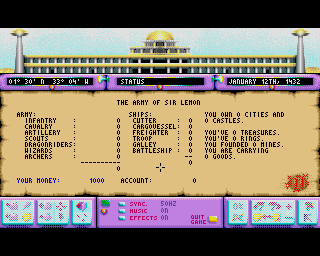 01° 30' N 33° 04' W STATUS JANUARY 12TH, 1432
THE ARMY OF SIR LEMON
ARMY: SHIPS: YOU OWN 0 CITIES AND
INFANTRY : 0 CUTTER : 0 0 CASTLES.
CAVALRY : 0 CARGOVESSEL: 0
ARTILLERY : 0 FREIGHTER : 0 YOU'VE 0 TREASURES.
SCOUTS : 0 TROOP : 0 YOU'VE 0 RINGS.
DRAGONRIDERS: 0 GALLEY : 0 YOU FOUNDED 0 MINES.
WIZARDS : 0 BATTLESHIP : 0 YOU ARE CARRYING
ARCHERS : 0 -- 0 GOODS.
---------- 0
0
YOUR MONEY: 1000 ACCOUNT: 0
SYNC. 50HZ
MUSIC ON
EFFECTS ON QUIT
GAME